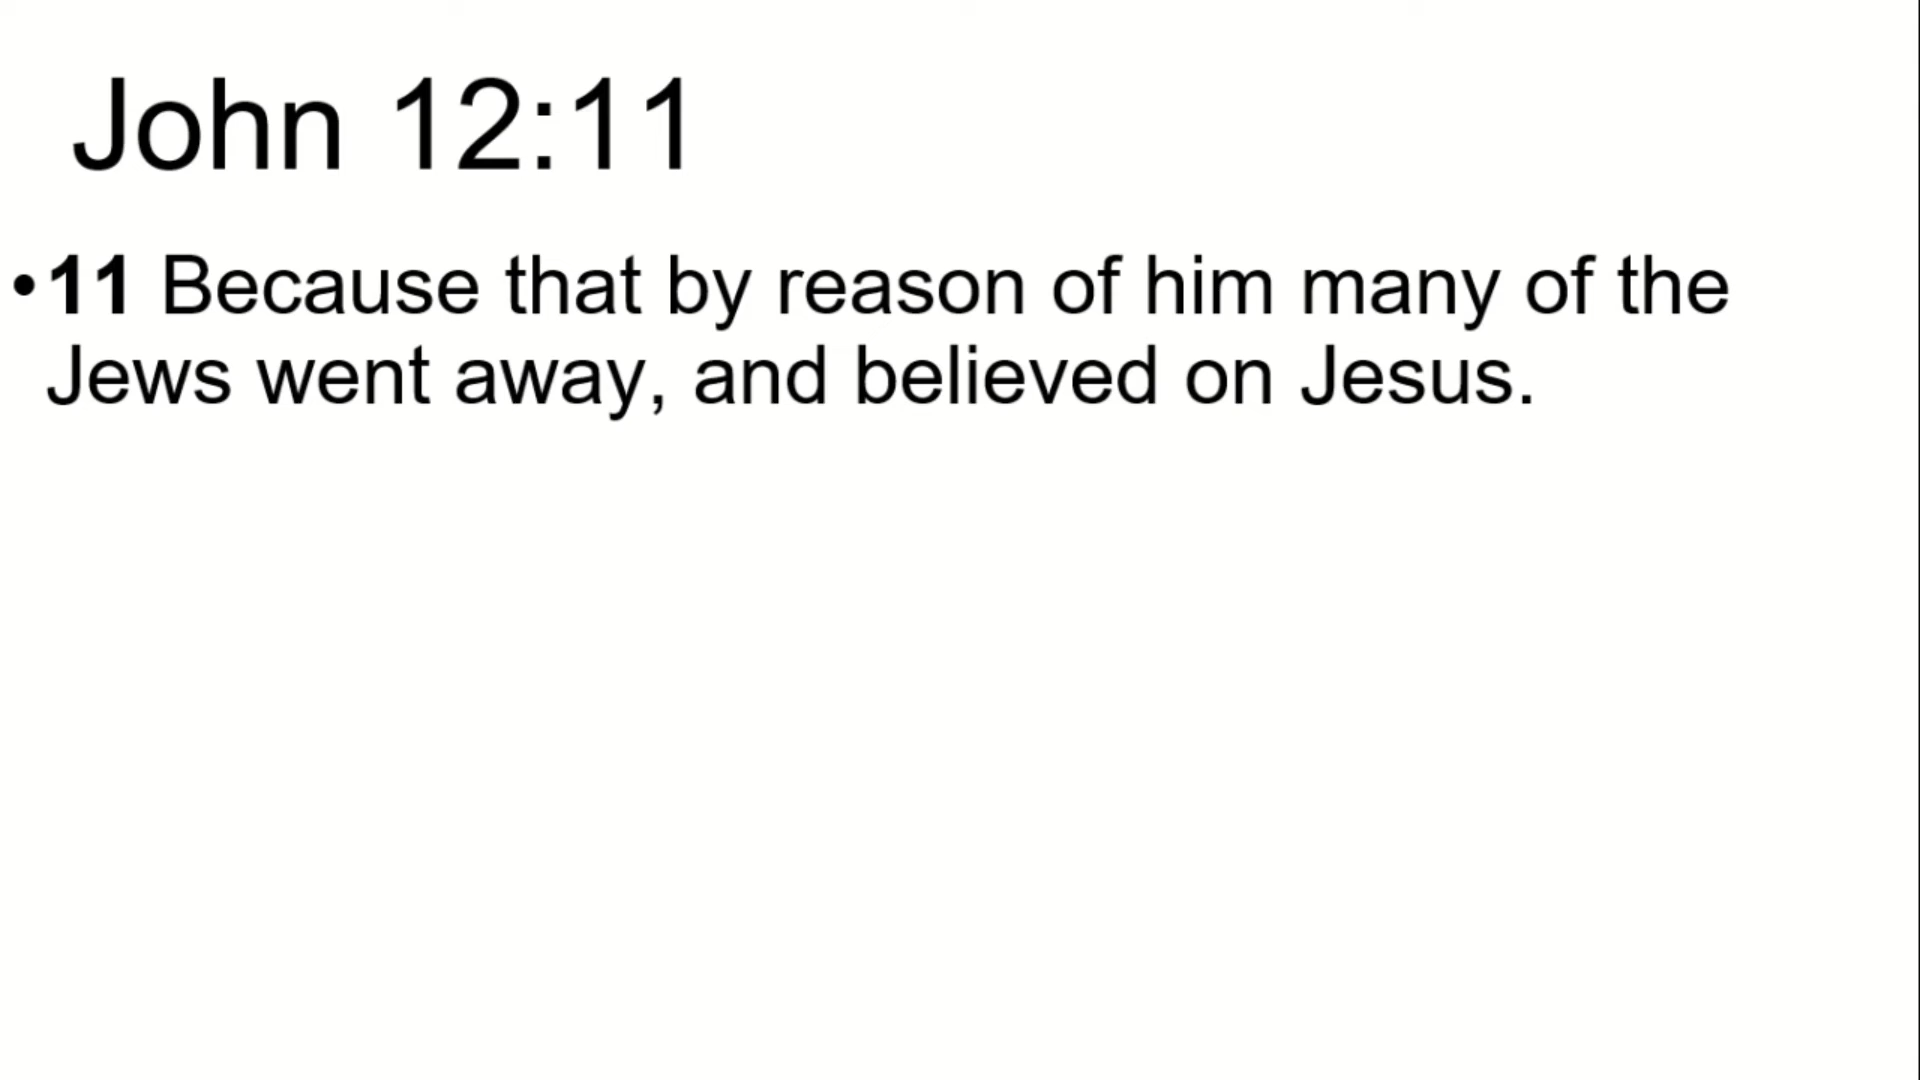 John 12:11
•11 Because that by reason of him many of the
Jews went away, and believed on Jesus.